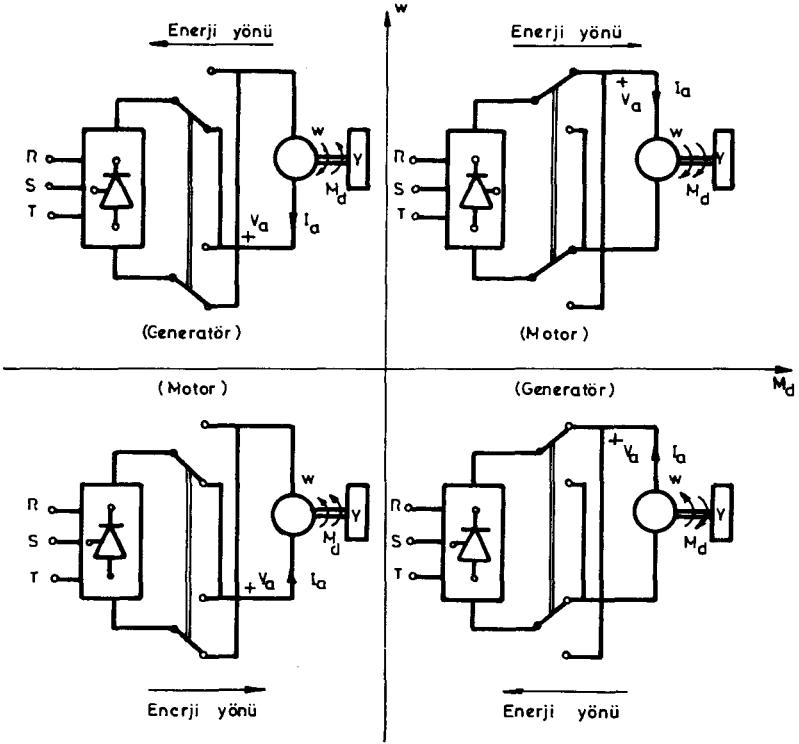 w
Enerji yönü
R
S
T
w
Y
M_d
+ V_a
I_a
(Generatör)
Enerji yönü
R
S
T
+
V_a
I_a
w
Y
M_d
(Motor)
M_d
(Motor)
R
S
T
w
Y
M_d
+ V_a
I_a
Enerji yönü
(Generatör)
R
S
T
+
V_a
I_a
w
Y
M_d
Enerji yönü